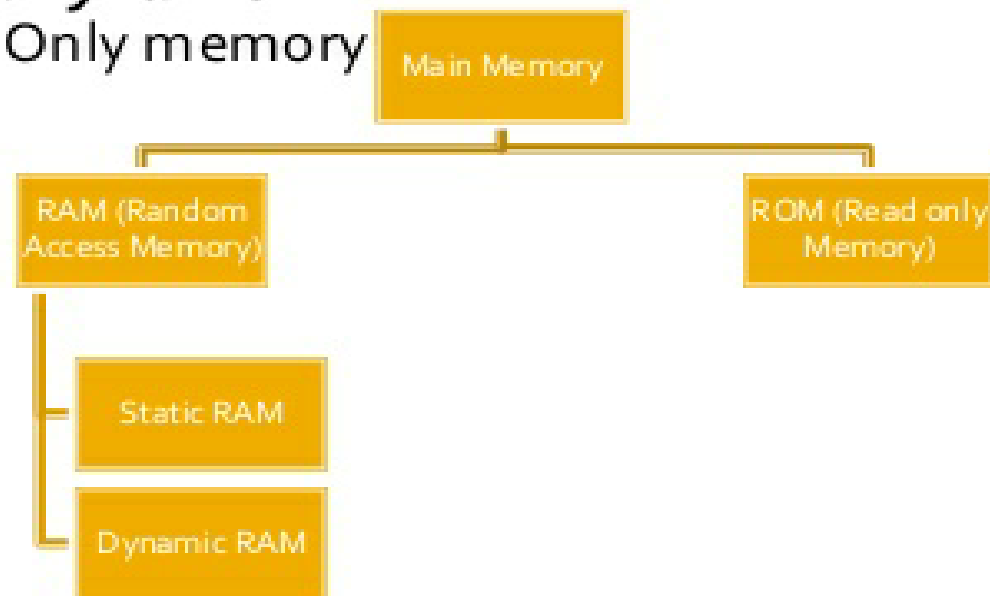 Only memory
Main Memory
RAM (Random
Access Memory)
ROM (Read only
Memory)
Static RAM
Dynamic RAM